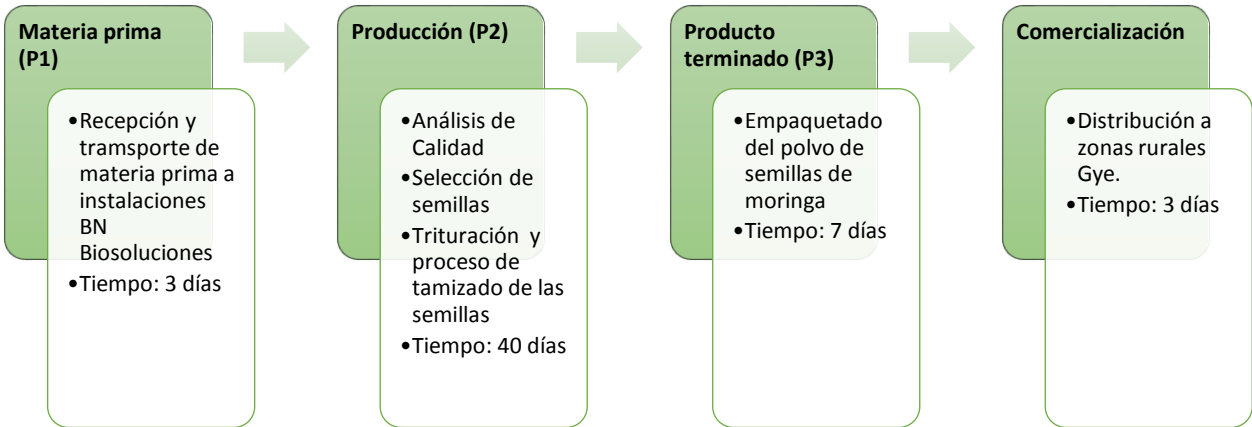 Materia prima
(P1)
•Recepción y
transporte de
materia prima a
instalaciones
BN
Biosoluciones
•Tiempo: 3 días
Producción (P2)
•Análisis de
Calidad
•Selección de
semillas
•Trituración y
proceso de
tamizado de las
semillas
•Tiempo: 40 días
Producto
terminado (P3)
•Empaquetado
del polvo de
semillas de
moringa
•Tiempo: 7 días
Comercialización
•Distribución a
zonas rurales
Gye.
•Tiempo: 3 días